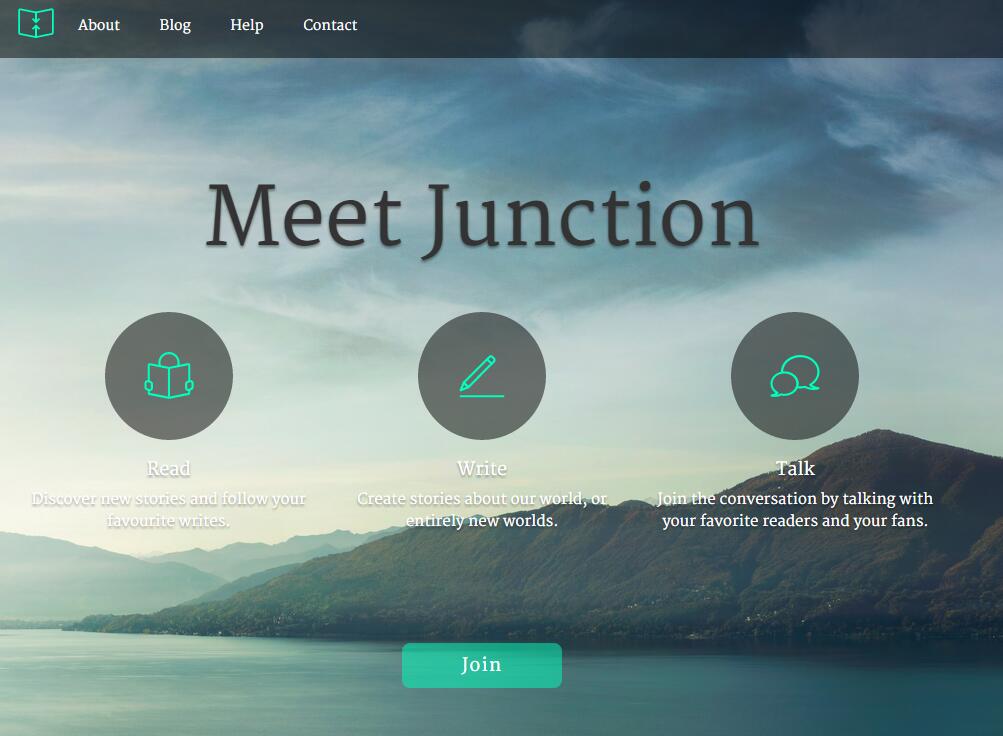 About Blog Help Contact
Meet Junction
Read
Discover new stories and follow your
favourite writes.
Write
Create stories about our world, or
entirely new worlds.
Talk
Join the conversation by talking with
your favorite readers and your fans.
Join